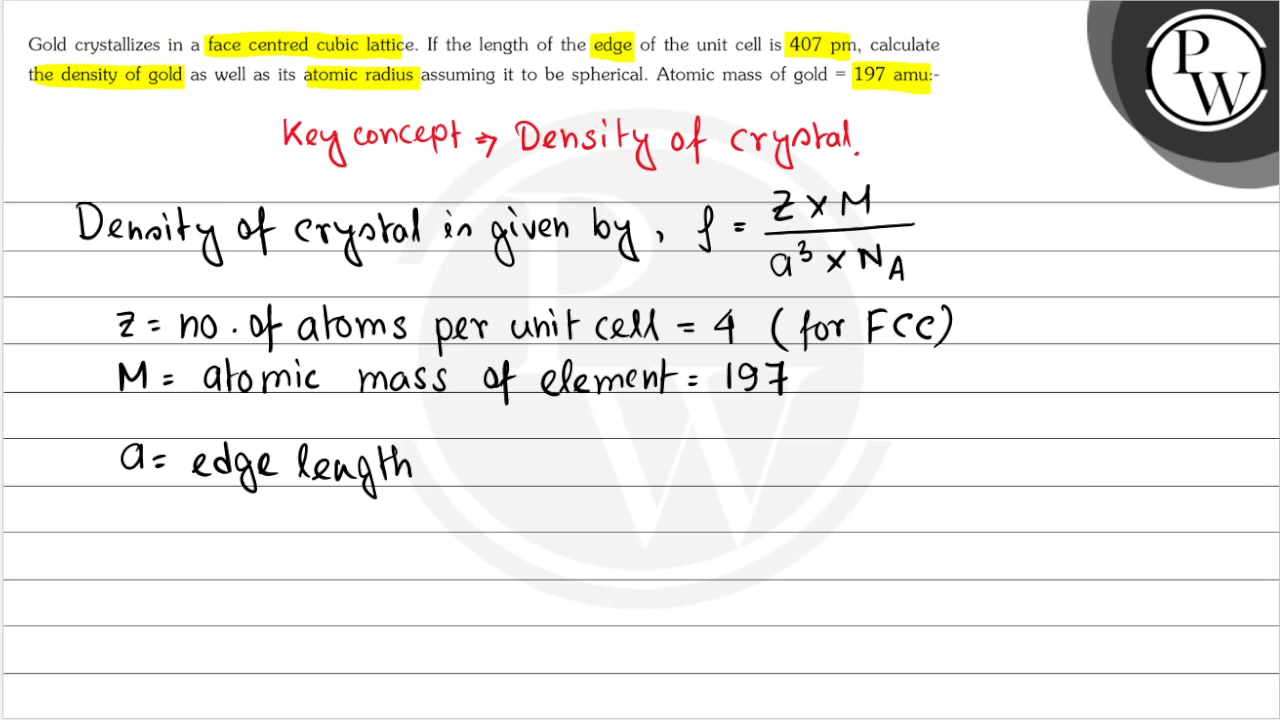 Gold crystallizes in a face centred cubic lattice. If the length of the edge of the unit cell is 407 pm, calculate
the density of gold as well as its atomic radius assuming it to be spherical. Atomic mass of gold = 197 amu:-
PW
Key concept → Density of crystal.
Density of crystal is given by, ρ = Z × M / a³ × N_A
Z = no. of atoms per unit cell = 4 (for FCC)
M = atomic mass of element = 197
a = edge length